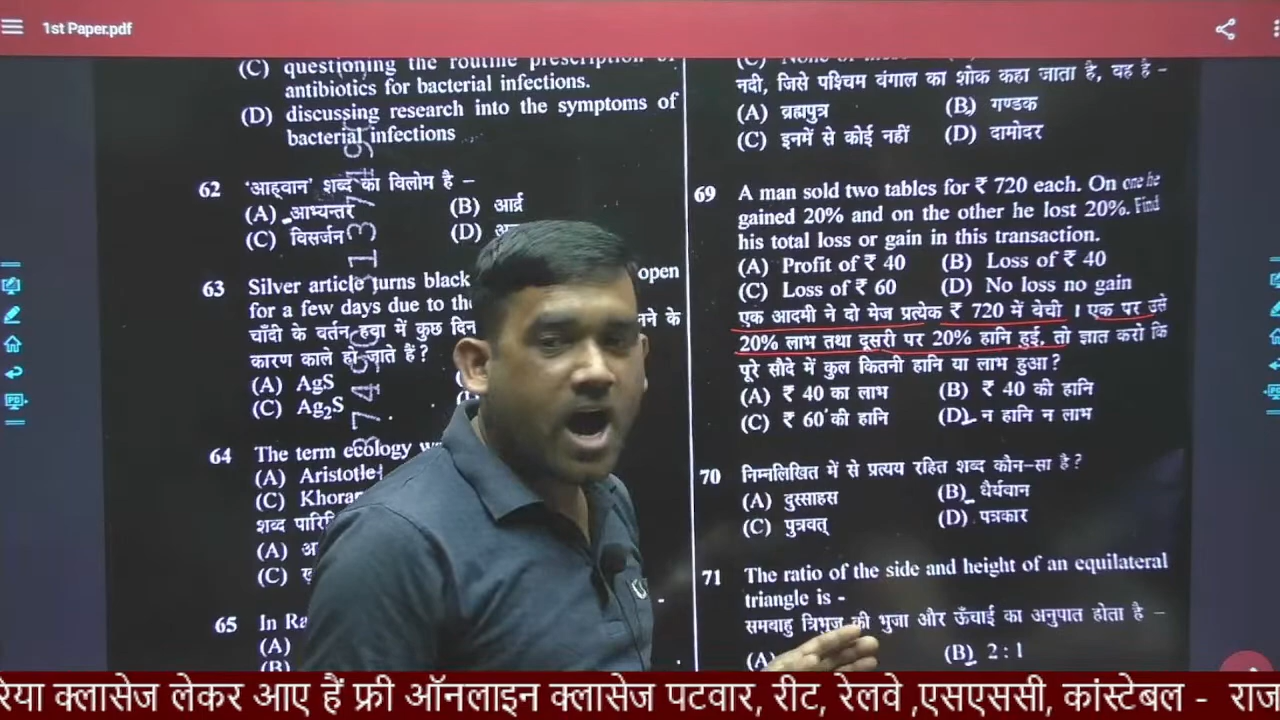 1st Paper.pdf
(C) questioning the routine prescription of
antibiotics for bacterial infections.
(D) discussing research into the symptoms of
bacterial infections
62 'आह्वान' शब्द का विलोम है –
(A) आभ्यन्तर (B) आर्द्र
(C) विसर्जन (D)
63 Silver article turns black open
for a few days due to the
चाँदी के बर्तन हवा में कुछ दिन के
कारण काले हो जाते हैं ?
(A) AgS
(C) Ag₂S
64 The term ecology
(A) Aristotle
(C)
शब्द
(A)
(C)
65 In
(A)
(B)
नदी, जिसे पश्चिम बंगाल का शोक कहा जाता है, वह है –
(A) ब्रह्मपुत्र (B) गण्डक
(C) इनमें से कोई नहीं (D) दामोदर
69 A man sold two tables for ₹ 720 each. On one he
gained 20% and on the other he lost 20%. Find
his total loss or gain in this transaction.
(A) Profit of ₹ 40 (B) Loss of ₹ 40
(C) Loss of ₹ 60 (D) No loss no gain
एक आदमी ने दो मेज प्रत्येक ₹ 720 में बेची । एक पर उसे
20% लाभ तथा दूसरी पर 20% हानि हुई, तो ज्ञात करो कि
पूरे सौदे में कुल कितनी हानि या लाभ हुआ ?
(A) ₹ 40 का लाभ (B) ₹ 40 की हानि
(C) ₹ 60 की हानि (D) न हानि न लाभ
70 निम्नलिखित में से प्रत्यय रहित शब्द कौन-सा है ?
(A) दुस्साहस (B) धैर्यवान
(C) पुत्रवत् (D) पत्रकार
71 The ratio of the side and height of an equilateral
triangle is -
समबाहु त्रिभुज की भुजा और ऊँचाई का अनुपात होता है –
(A) (B) 2 : 1
रिया क्लासेज लेकर आए हैं फ्री ऑनलाइन क्लासेज पटवार, रीट, रेलवे ,एसएससी, कांस्टेबल - राज